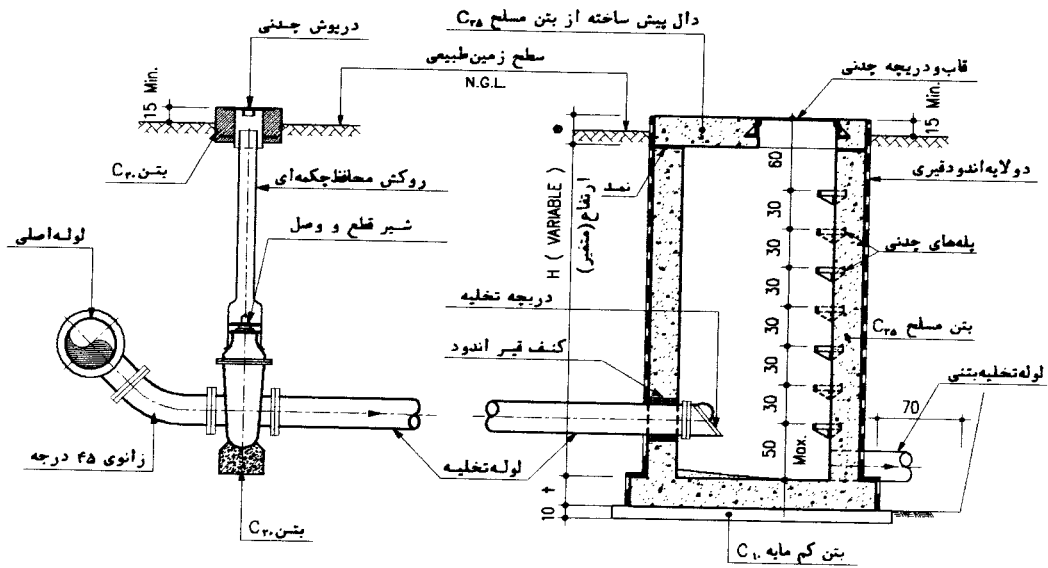 درپوش چدنی
دال پیش ساخته از بتن مسلح C۲۵
سطح زمین طبیعی
N.G.L.
قاب و دریچه چدنی
15 Min.
15 Min.
بتن C۲۰
نمد
60
دولایه اندود قیری
روکش محافظ چکمه‌ای
H ( VARIABLE )
ارتفاع (متغیر)
30
شیر قطع و وصل
لوله اصلی
30
پله‌های چدنی
30
دریچه تخلیه
30
بتن مسلح C۲۵
کنف قیر اندود
30
لوله تخلیه بتنی
30
70
زانوی ۴۵ درجه
لوله تخلیه
50
Max.
t
10
بتن C۲۰
بتن کم مایه C۱۰